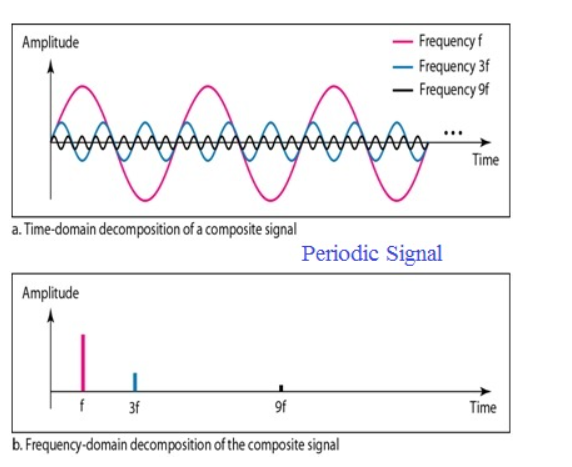 Amplitude
Frequency f
Frequency 3f
Frequency 9f
...
Time
a. Time-domain decomposition of a composite signal
Periodic Signal
Amplitude
f 3f 9f Time
b. Frequency-domain decomposition of the composite signal